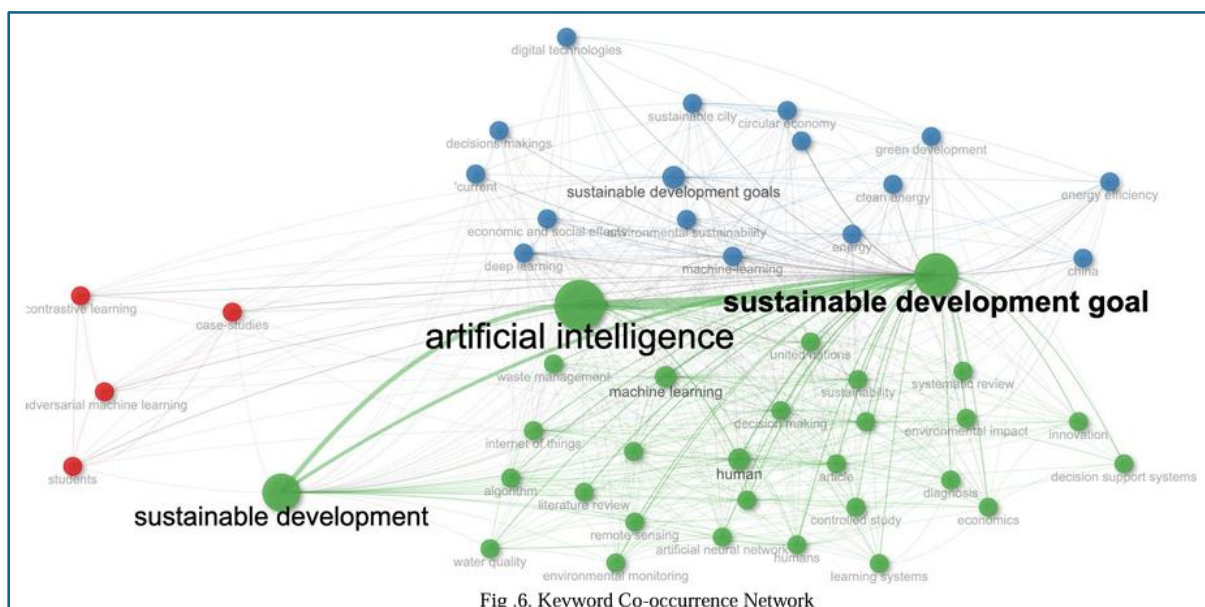 digital technologies
sustainable city
circular economy
decisions makings
green development
'current
sustainable development goals
clean energy
energy efficiency
economic and social effects
environmental sustainability
energy
deep learning
machine-learning
china
contrastive learning
sustainable development goal
case-studies
artificial intelligence
united nations
waste management
machine learning
sustainability
systematic review
adversarial machine learning
decision making
environmental impact
innovation
internet of things
human
article
decision support systems
students
algorithm
literature review
diagnosis
sustainable development
controlled study
economics
remote sensing
artificial neural network
humans
water quality
environmental monitoring
learning systems
Fig .6. Keyword Co-occurrence Network